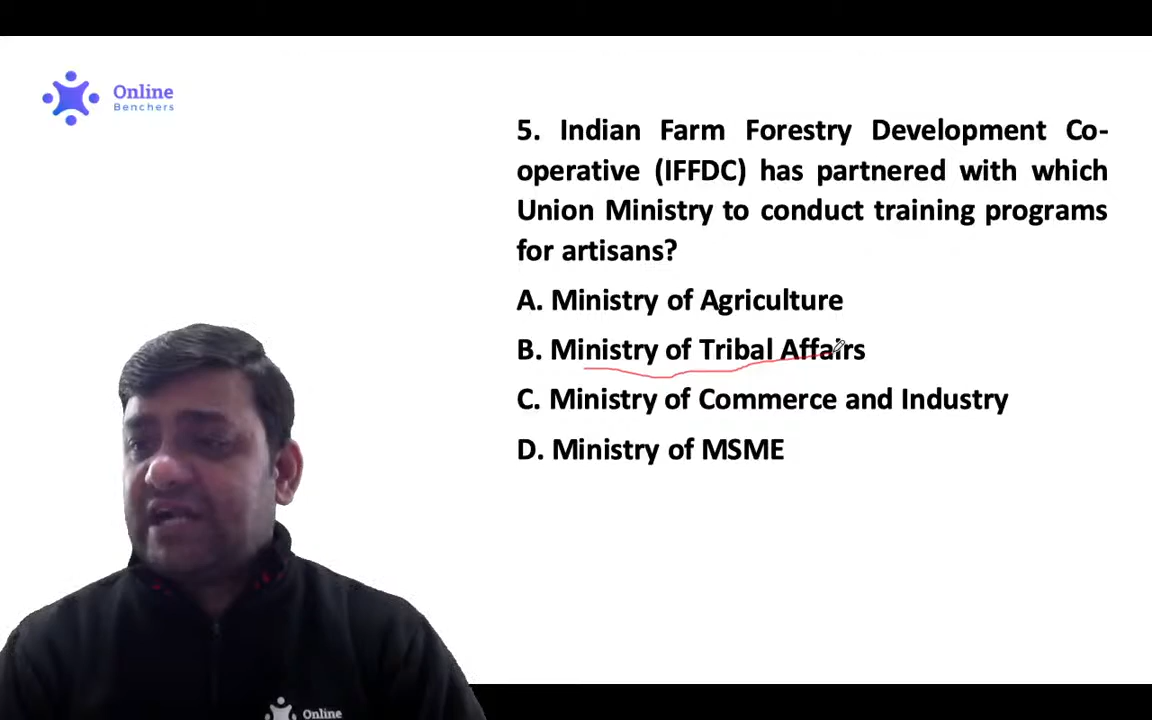 Online
Benchers
5. Indian Farm Forestry Development Co-
operative (IFFDC) has partnered with which
Union Ministry to conduct training programs
for artisans?
A. Ministry of Agriculture
B. Ministry of Tribal Affairs
C. Ministry of Commerce and Industry
D. Ministry of MSME
Online